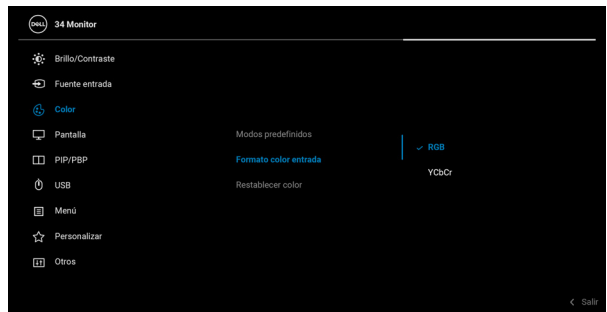 DELL 34 Monitor
Brillo/Contraste
Fuente entrada
Color
Pantalla
Modos predefinidos
RGB
PIP/PBP
Formato color entrada
YCbCr
USB
Restablecer color
Menú
Personalizar
Otros
Salir